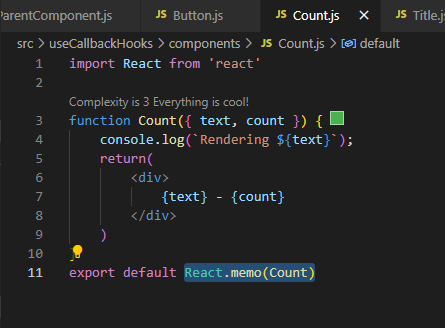 ParentComponent.js JS Button.js JS Count.js × JS Title.js
src > useCallbackHooks > components > JS Count.js > default
1 import React from 'react'
2
Complexity is 3 Everything is cool!
3 function Count({ text, count }) {
4 console.log(`Rendering ${text}`);
5 return(
6 <div>
7 {text} - {count}
8 </div>
9 )
10 }
11 export default React.memo(Count)